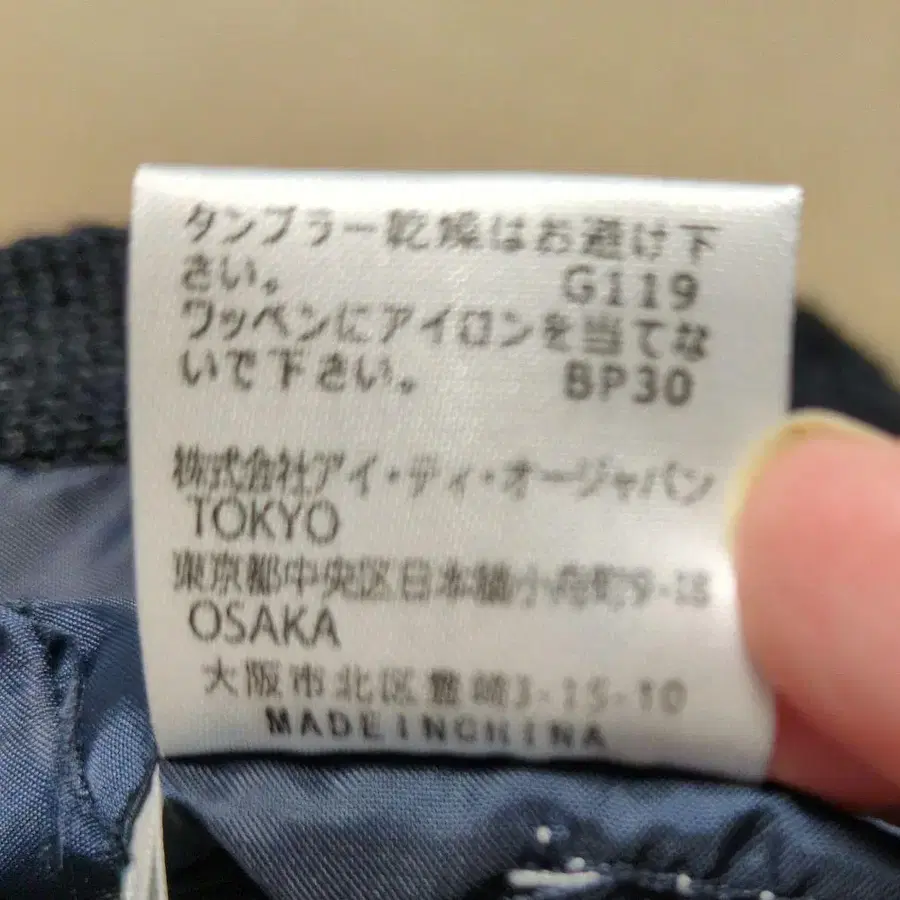 タンブラー乾燥はお避け下
さい。 G119
ワッペンにアイロンを当てな
いで下さい。 BP30
株式会社アイ・ティ・オージャパン
TOKYO
東京都中央区日本橋小舟町9-18
OSAKA
大阪市北区豊崎3-15-10
MADEINCHINA